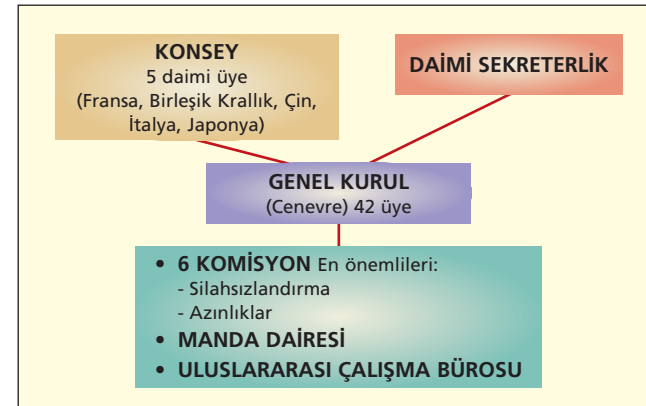 KONSEY
5 daimi üye
(Fransa, Birleşik Krallık, Çin,
İtalya, Japonya)
DAİMİ SEKRETERLİK
GENEL KURUL
(Cenevre) 42 üye
• 6 KOMİSYON En önemlileri:
- Silahsızlandırma
- Azınlıklar
• MANDA DAİRESİ
• ULUSLARARASI ÇALIŞMA BÜROSU